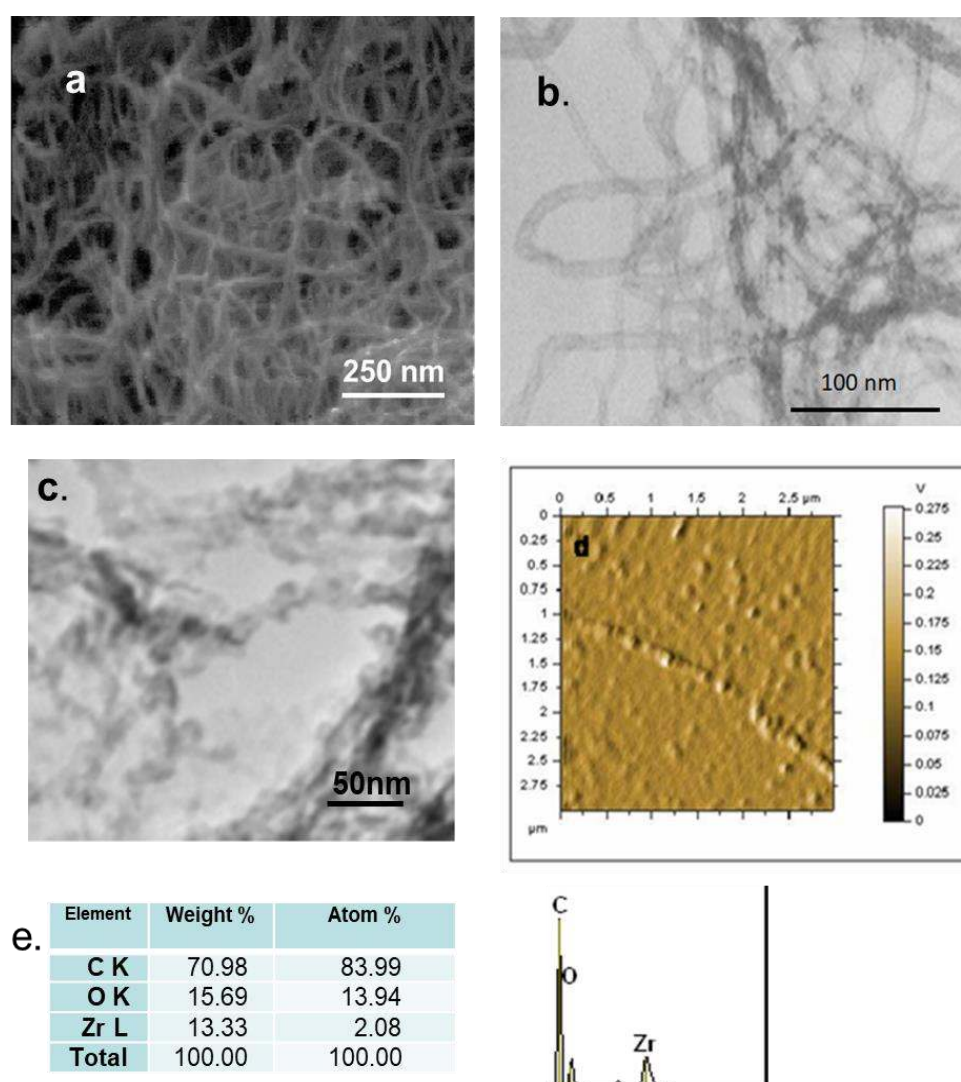 a
250 nm
b.
100 nm
c.
50nm
d
0 0.5 1 1.5 2 2.5 µm
0
0.25
0.5
0.75
1
1.25
1.5
1.75
2
2.25
2.5
2.75
µm
V
0.275
0.25
0.225
0.2
0.175
0.15
0.125
0.1
0.075
0.05
0.025
0
e.
Element Weight % Atom %
C K 70.98 83.99
O K 15.69 13.94
Zr L 13.33 2.08
Total 100.00 100.00
C
O
Zr